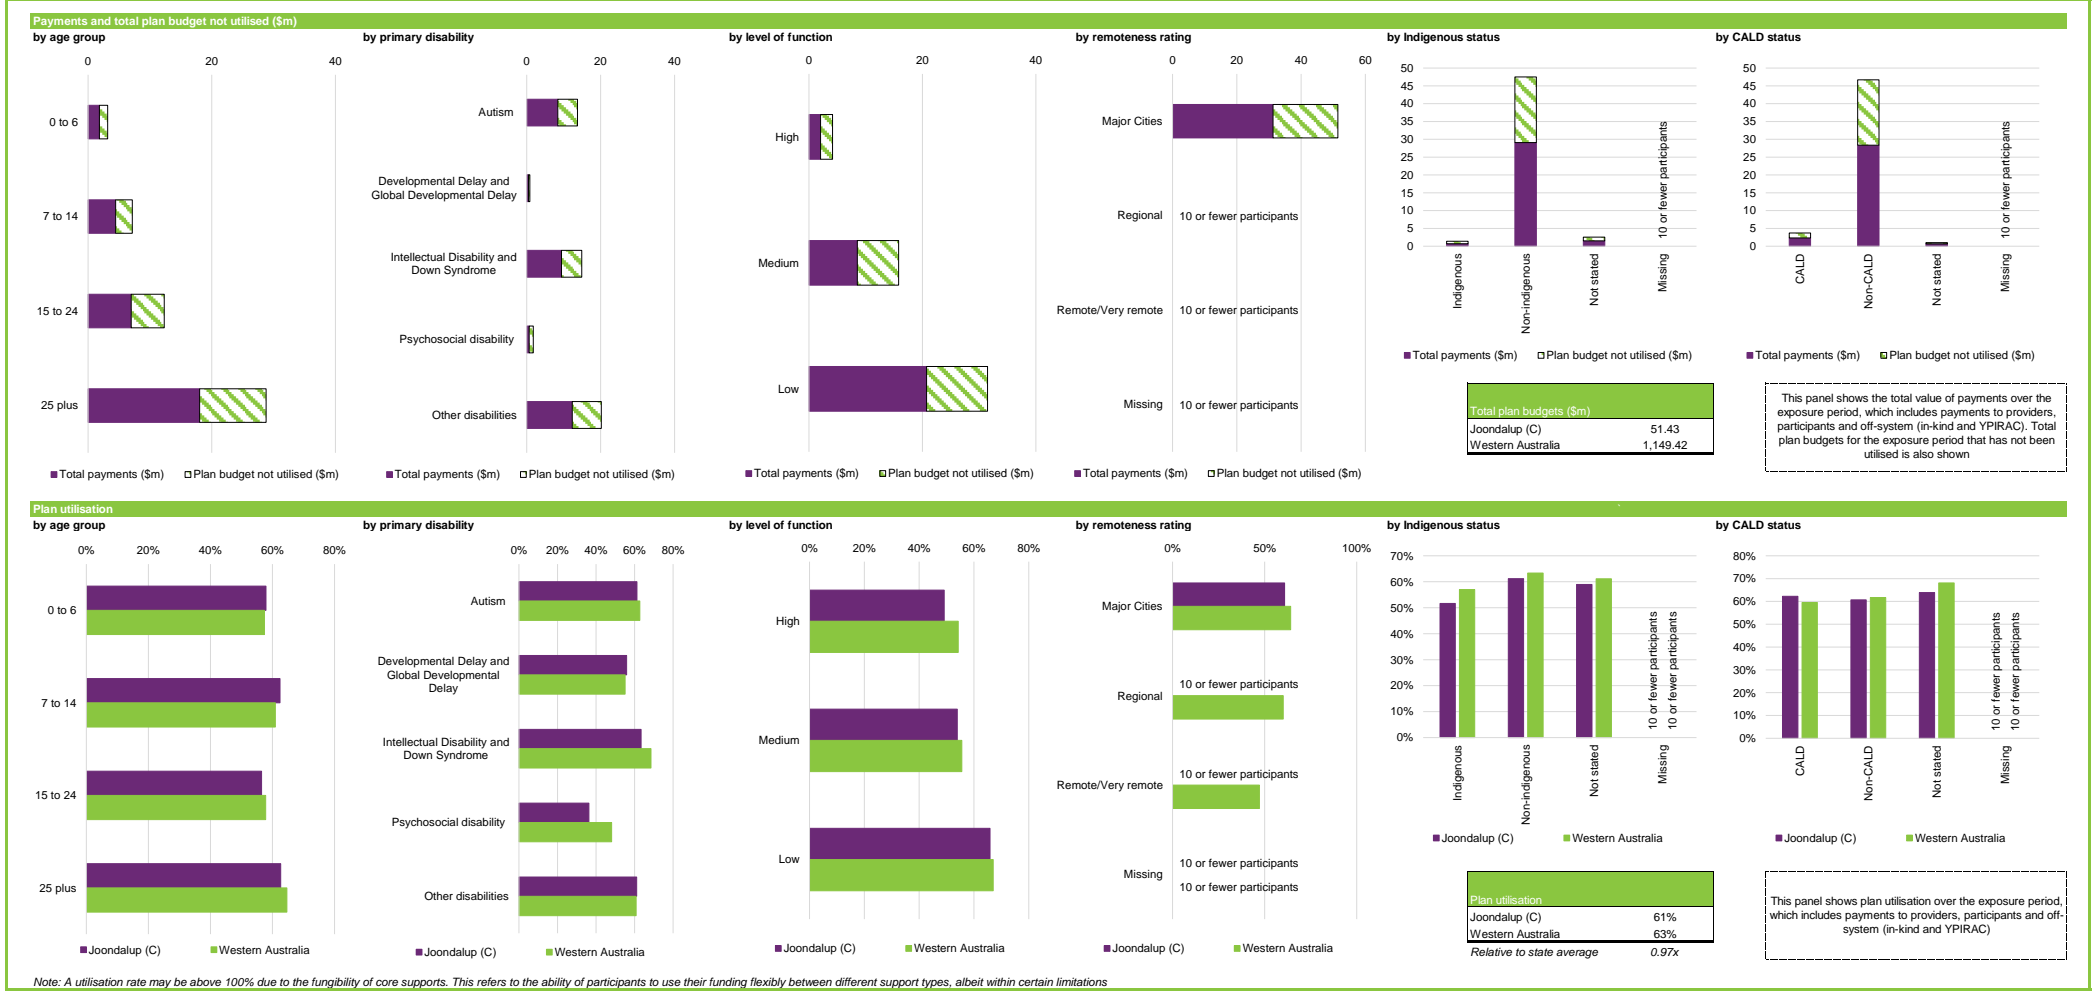 Payments and total plan budget not utilised ($m)
by age group
0 20 40
0 to 6
7 to 14
15 to 24
25 plus
Total payments ($m) Plan budget not utilised ($m)
by primary disability
0 20 40
Autism
Developmental Delay and
Global Developmental Delay
Intellectual Disability and
Down Syndrome
Psychosocial disability
Other disabilities
Total payments ($m) Plan budget not utilised ($m)
by level of function
0 20 40
High
Medium
Low
Total payments ($m) Plan budget not utilised ($m)
by remoteness rating
0 20 40 60
Major Cities
Regional 10 or fewer participants
Remote/Very remote 10 or fewer participants
Missing 10 or fewer participants
Total payments ($m) Plan budget not utilised ($m)
by Indigenous status
50
45
40
35
30
25
20
15
10
5
0
10 or fewer participants
Indigenous
Non-indigenous
Not stated
Missing
Total payments ($m) Plan budget not utilised ($m)
Total plan budgets ($m)
Joondalup (C) 51.43
Western Australia 1,149.42
by CALD status
50
45
40
35
30
25
20
15
10
5
0
10 or fewer participants
CALD
Non-CALD
Not stated
Missing
Total payments ($m) Plan budget not utilised ($m)
This panel shows the total value of payments over the
exposure period, which includes payments to providers,
participants and off-system (in-kind and YPIRAC). Total
plan budgets for the exposure period that has not been
utilised is also shown
Plan utilisation
by age group
0% 20% 40% 60% 80%
0 to 6
7 to 14
15 to 24
25 plus
Joondalup (C) Western Australia
by primary disability
0% 20% 40% 60% 80%
Autism
Developmental Delay and
Global Developmental
Delay
Intellectual Disability and
Down Syndrome
Psychosocial disability
Other disabilities
Joondalup (C) Western Australia
by level of function
0% 20% 40% 60% 80%
High
Medium
Low
Joondalup (C) Western Australia
by remoteness rating
0% 50% 100%
Major Cities
10 or fewer participants
Regional
10 or fewer participants
Remote/Very remote
10 or fewer participants
Missing
10 or fewer participants
Joondalup (C) Western Australia
by Indigenous status
70%
60%
50%
40%
30%
20%
10%
0%
10 or fewer participants
10 or fewer participants
Indigenous
Non-indigenous
Not stated
Missing
Joondalup (C) Western Australia
Plan utilisation
Joondalup (C) 61%
Western Australia 63%
Relative to state average 0.97x
by CALD status
80%
70%
60%
50%
40%
30%
20%
10%
0%
10 or fewer participants
10 or fewer participants
CALD
Non-CALD
Not stated
Missing
Joondalup (C) Western Australia
This panel shows plan utilisation over the exposure period,
which includes payments to providers, participants and off-
system (in-kind and YPIRAC)
Note: A utilisation rate may be above 100% due to the fungibility of core supports. This refers to the ability of participants to use their funding flexibly between different support types, albeit within certain limitations